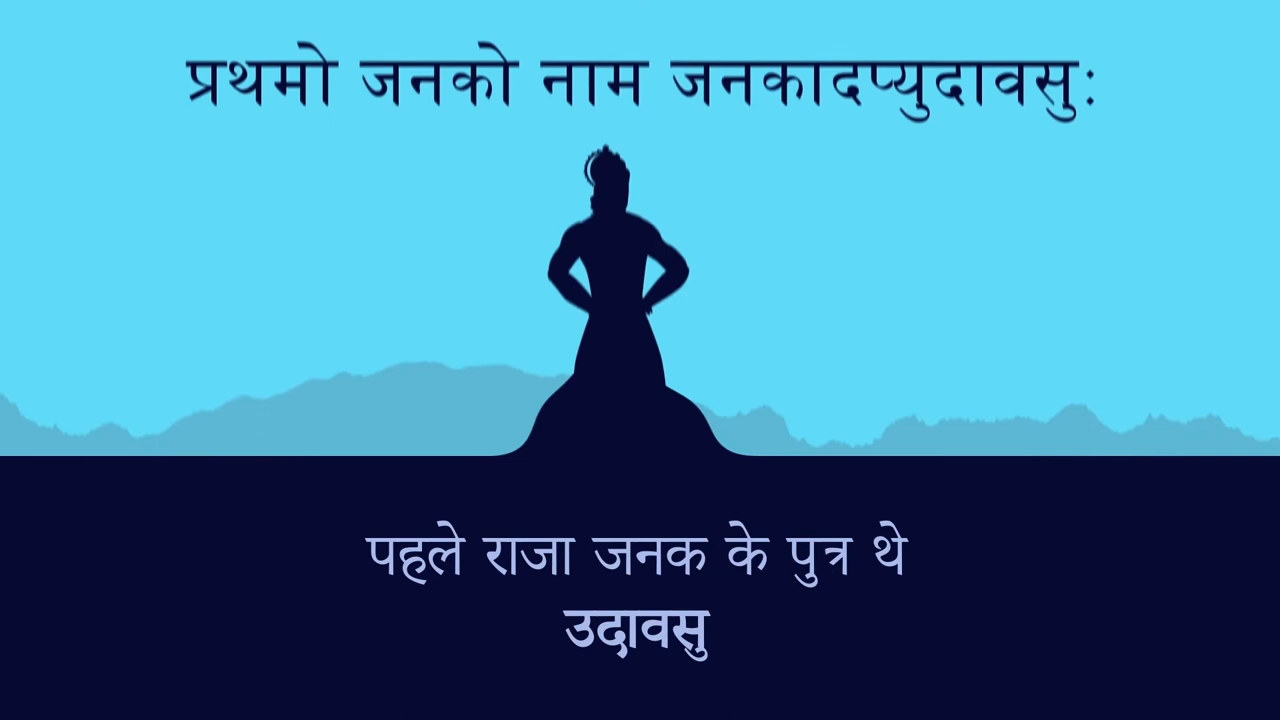 प्रथमो जनको नाम जनकादप्युदावसुः
पहले राजा जनक के पुत्र थे
उदावसु